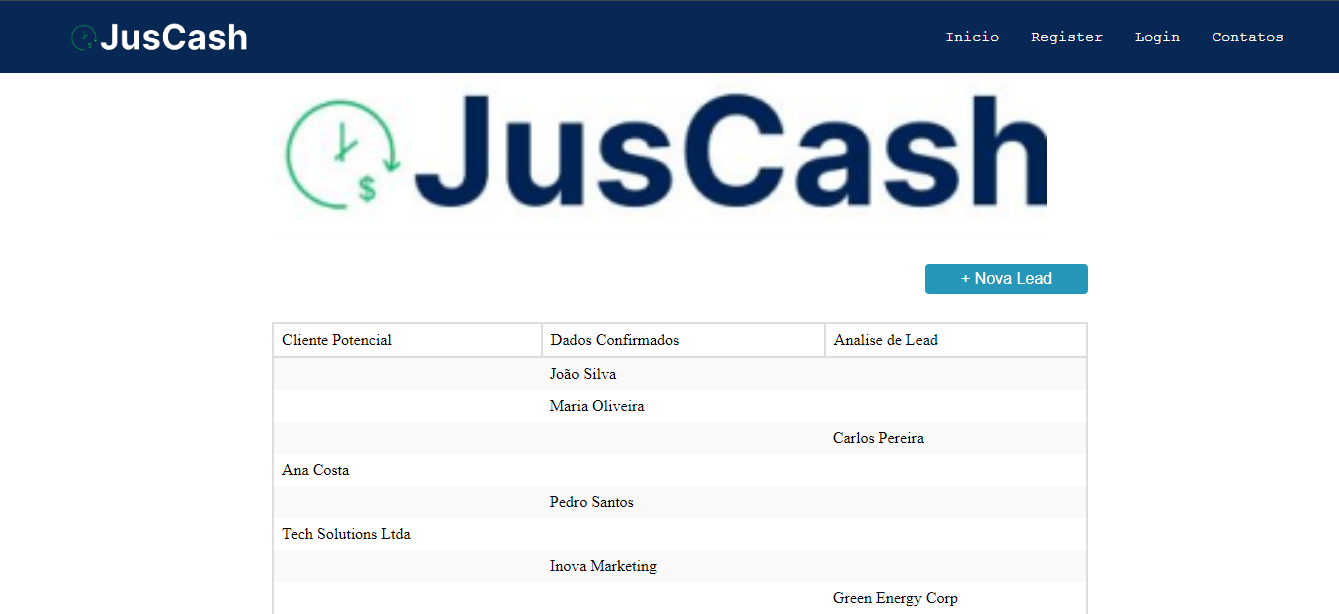 JusCash Inicio Register Login Contatos
$ JusCash
+ Nova Lead
Cliente Potencial Dados Confirmados Analise de Lead
João Silva
Maria Oliveira
Carlos Pereira
Ana Costa
Pedro Santos
Tech Solutions Ltda
Inova Marketing
Green Energy Corp